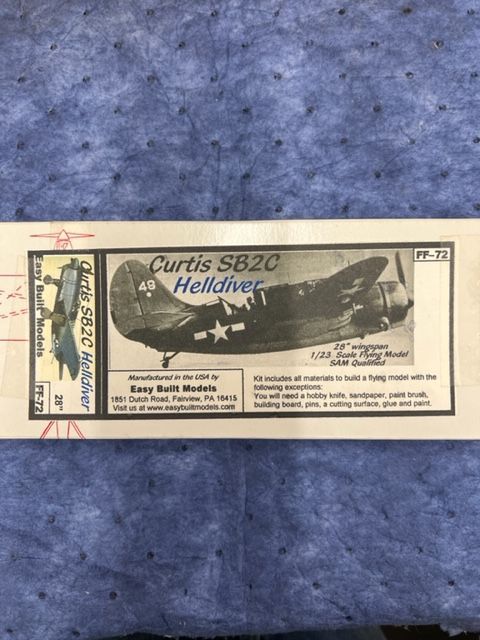 Curtis SB2C
Helldiver
FF-72
48
28" wingspan
1/23 Scale Flying Model
SAM Qualified
Manufactured in the USA by
Easy Built Models
1851 Dutch Road, Fairview, PA 16415
Visit us at www.easybuiltmodels.com
Kit includes all materials to build a flying model with the
following exceptions:
You will need a hobby knife, sandpaper, paint brush,
building board, pins, a cutting surface, glue and paint.
Curtis SB2C Helldiver
Easy Built Models
28"
FF-72